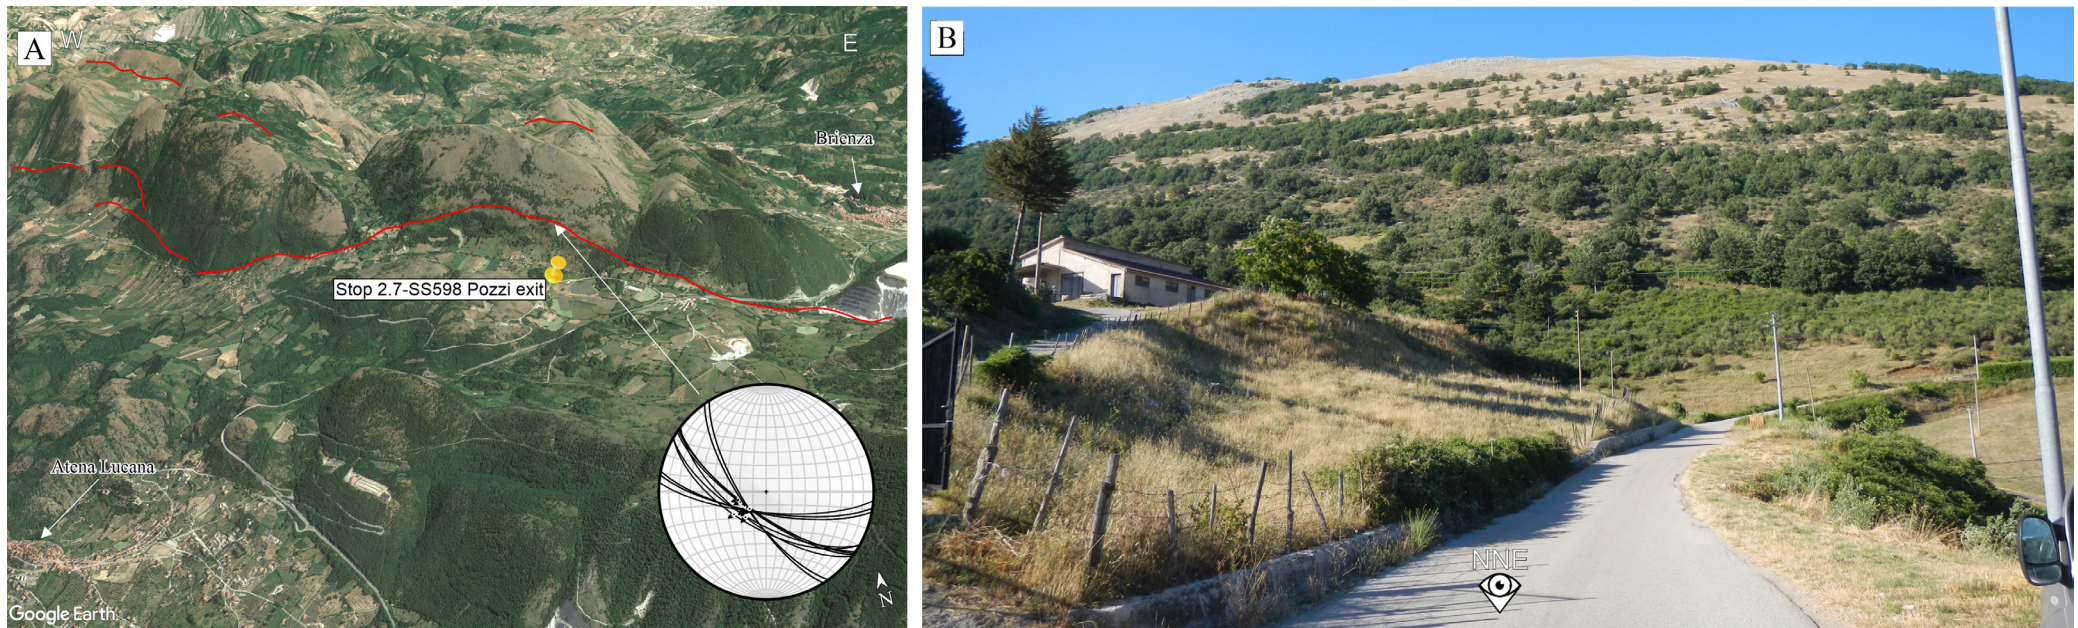 A
W
E
Brienza
Stop 2.7-SS598 Pozzi exit
Atena Lucana
N
Google Earth
B
NNE